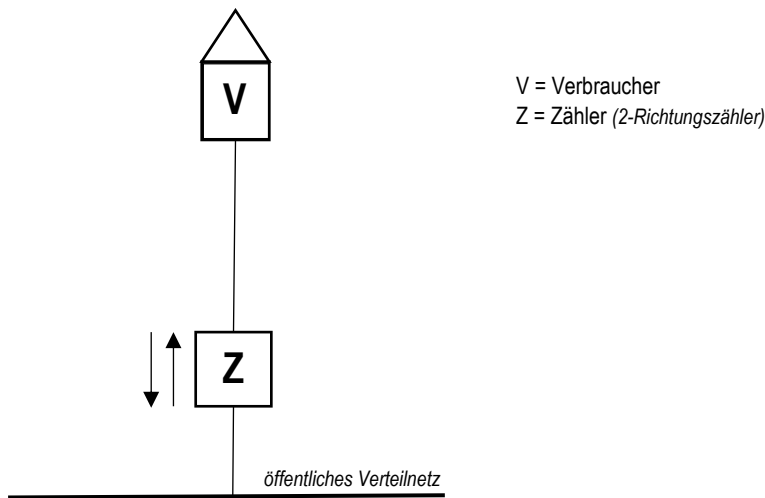 V
V = Verbraucher
Z = Zähler (2-Richtungszähler)
Z
öffentliches Verteilnetz